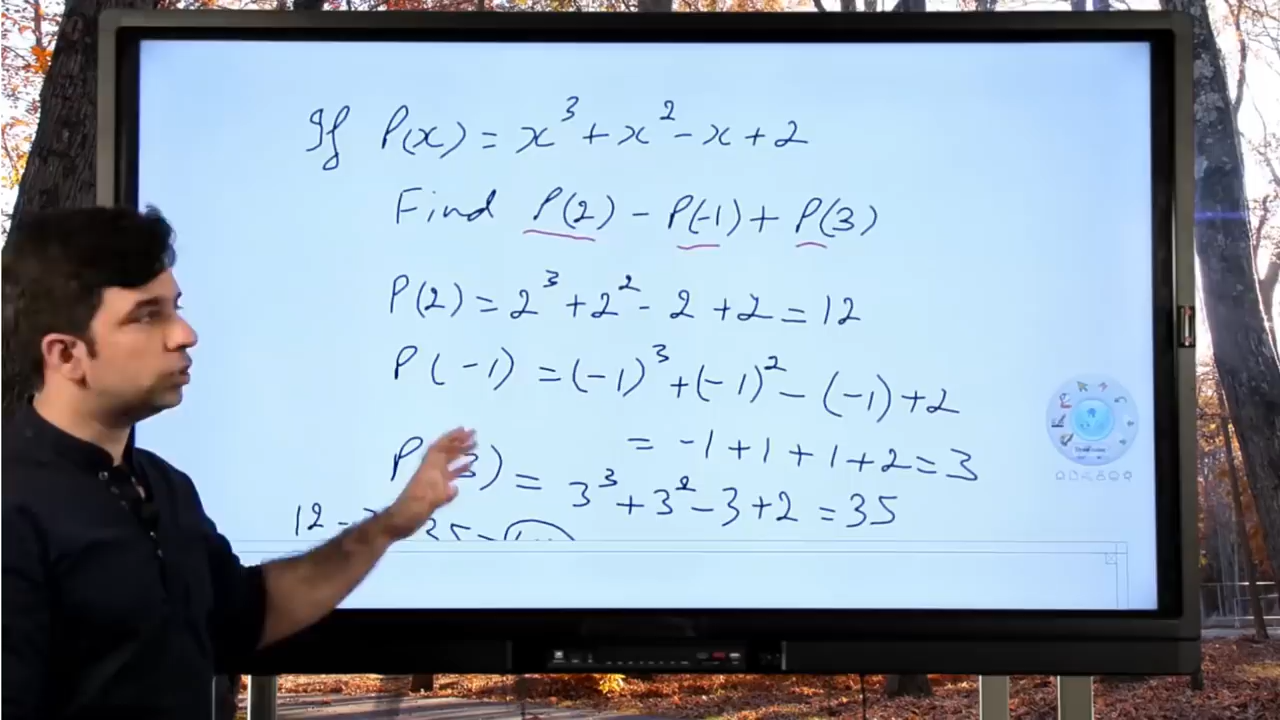 If P(x) = x³ + x² - x + 2
Find P(2) - P(-1) + P(3)
P(2) = 2³ + 2² - 2 + 2 = 12
P(-1) = (-1)³ + (-1)² - (-1) + 2
= -1 + 1 + 1 + 2 = 3
P(3) = 3³ + 3² - 3 + 2 = 35
12 - 35 =